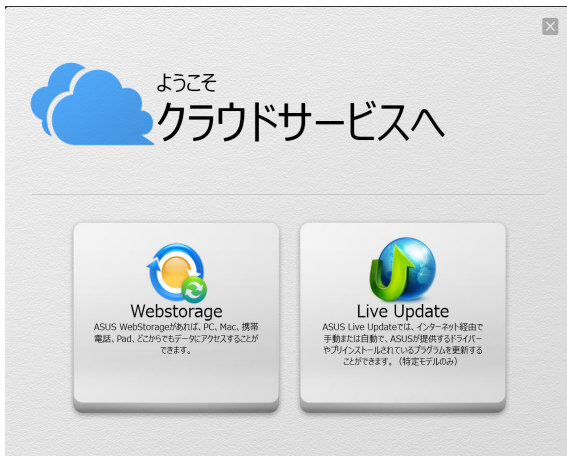 ようこそ
クラウドサービスへ
Webstorage
ASUS WebStorageがあれば、PC、Mac、携帯
電話、Pad、どこからでもデータにアクセスすることが
できます。
Live Update
ASUS Live Updateでは、インターネット経由で
手動または自動で、ASUSが提供するドライバー
やプリインストールされているプログラムを更新する
ことができます。（特定モデルのみ）